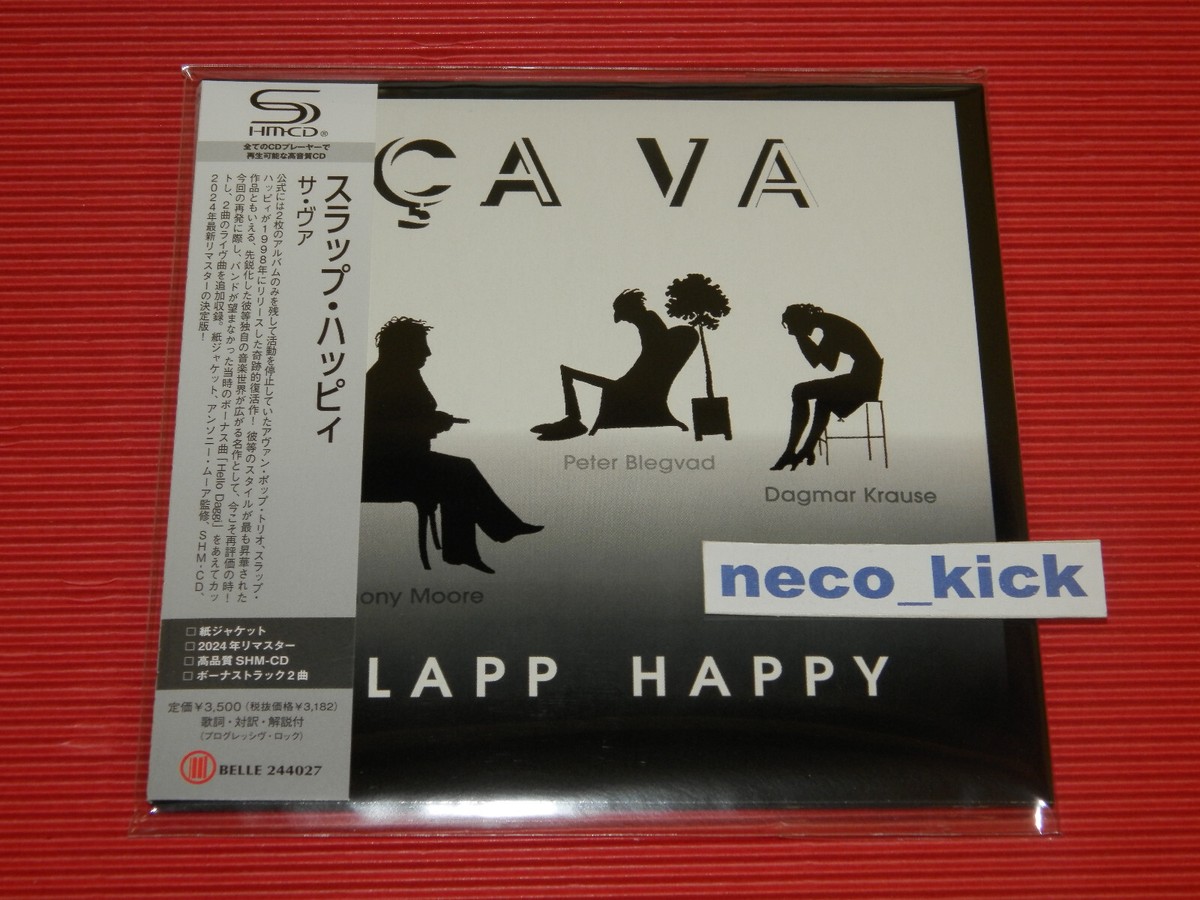 SHM-CD®
全てのCDプレーヤーで
再生可能な高音質CD
スラップ・ハッピィ
サ・ヴァ
公式には2枚のアルバムのみを残して活動を停止していたアヴァン・ポップ・トリオ、スラップ・
ハッピィが1998年にリリースした奇跡的復活作！彼等のスタイルが最も昇華された
作品ともいえる、先鋭化した彼等独自の音楽世界が広がる名作として、今こそ再評価の時！
今回の再発に際し、バンドが望まなかった当時のボーナス曲「Hello Daggi」をあえてカッ
トし、2曲のライヴ曲を追加収録。紙ジャケット、アンソニー・ムーア監修、SHM-CD、
2024年最新リマスターの決定版！
□ 紙ジャケット
□ 2024年リマスター
□ 高品質SHM-CD
□ ボーナストラック2曲
定価￥3,500（税抜価格￥3,182）
歌詞・対訳・解説付
（プログレッシヴ・ロック）
BELLE 244027
ÇA VA
Peter Blegvad
Dagmar Krause
ony Moore
LAPP HAPPY
neco_kick